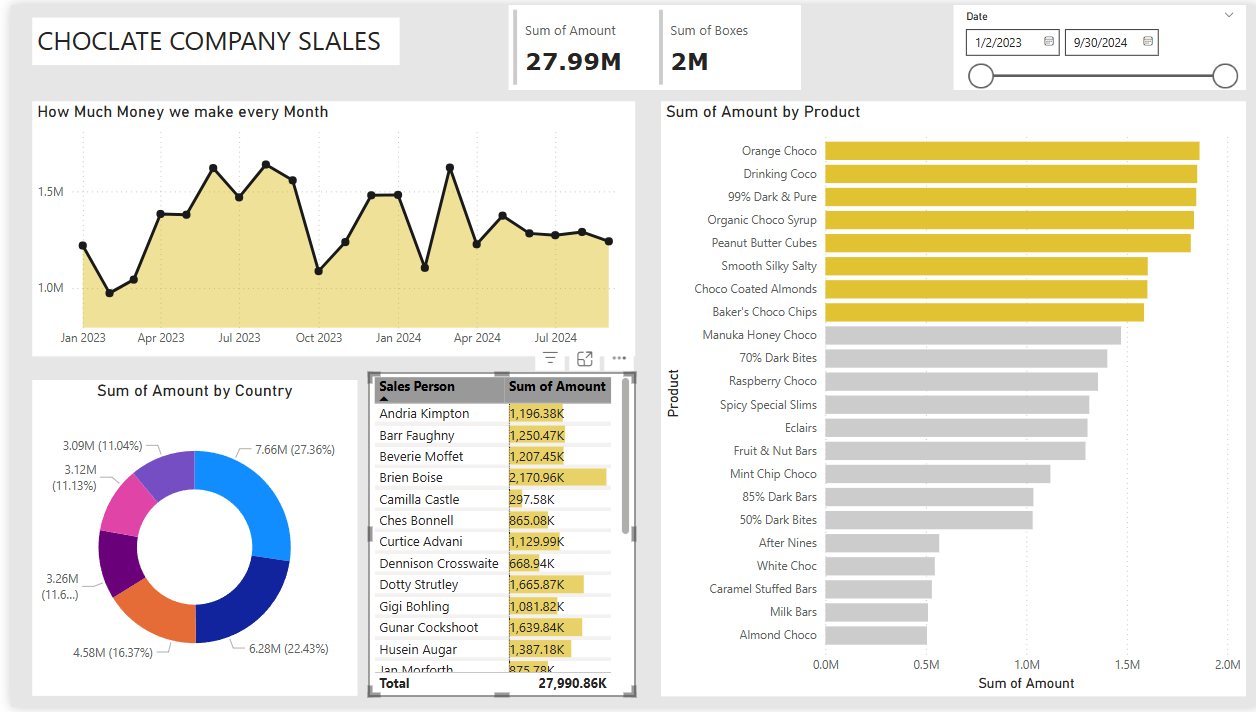 CHOCLATE COMPANY SLALES
Sum of Amount
27.99M
Sum of Boxes
2M
Date
1/2/2023
9/30/2024
How Much Money we make every Month
1.5M
1.0M
Jan 2023 Apr 2023 Jul 2023 Oct 2023 Jan 2024 Apr 2024 Jul 2024
Sum of Amount by Country
3.09M (11.04%)
7.66M (27.36%)
3.12M
(11.13%)
3.26M
(11.6...)
4.58M (16.37%)
6.28M (22.43%)
Sales Person Sum of Amount
Andria Kimpton 1,196.38K
Barr Faughny 1,250.47K
Beverie Moffet 1,207.45K
Brien Boise 2,170.96K
Camilla Castle 297.58K
Ches Bonnell 865.08K
Curtice Advani 1,129.99K
Dennison Crosswaite 668.94K
Dotty Strutley 1,665.87K
Gigi Bohling 1,081.82K
Gunar Cockshoot 1,639.84K
Husein Augar 1,387.18K
Jan Morforth 875.78K
Total 27,990.86K
Sum of Amount by Product
Product
Orange Choco
Drinking Coco
99% Dark & Pure
Organic Choco Syrup
Peanut Butter Cubes
Smooth Silky Salty
Choco Coated Almonds
Baker's Choco Chips
Manuka Honey Choco
70% Dark Bites
Raspberry Choco
Spicy Special Slims
Eclairs
Fruit & Nut Bars
Mint Chip Choco
85% Dark Bars
50% Dark Bites
After Nines
White Choc
Caramel Stuffed Bars
Milk Bars
Almond Choco
0.0M 0.5M 1.0M 1.5M 2.0M
Sum of Amount